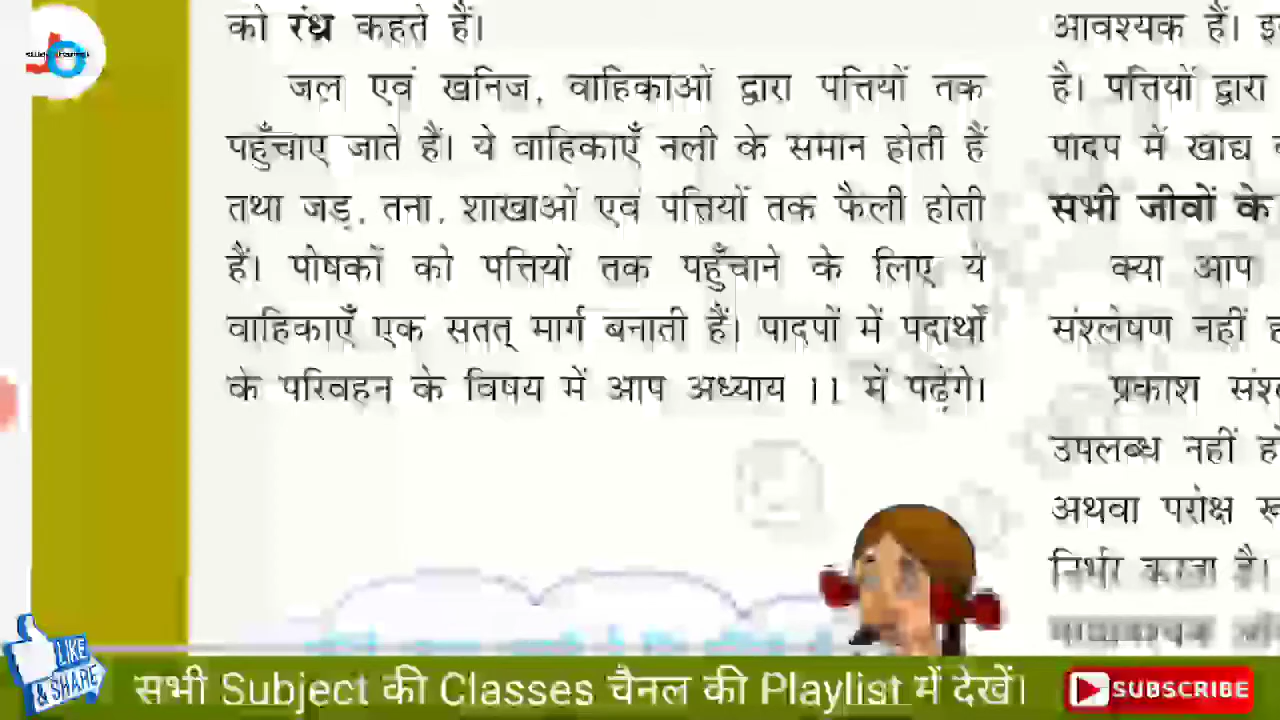 को रंध्र कहते हैं।
जल एवं खनिज, वाहिकाओं द्वारा पत्तियों तक
पहुँचाए जाते हैं। ये वाहिकाएँ नली के समान होती हैं
तथा जड़, तना, शाखाओं एवं पत्तियों तक फैली होती
हैं। पोषकों को पत्तियों तक पहुँचाने के लिए ये
वाहिकाएँ एक सतत् मार्ग बनाती हैं। पादपों में पदार्थों
के परिवहन के विषय में आप अध्याय 11 में पढ़ेंगे।
आवश्यक हैं।
है। पत्तियों द्वारा
पादप में खाद्य
सभी जीवों के
क्या आप
संश्लेषण नहीं
प्रकाश
उपलब्ध नहीं
अथवा परोक्ष
निर्भर करता है।
LIKE
& SHARE
सभी Subject की Classes चैनल की Playlist में देखें।
SUBSCRIBE